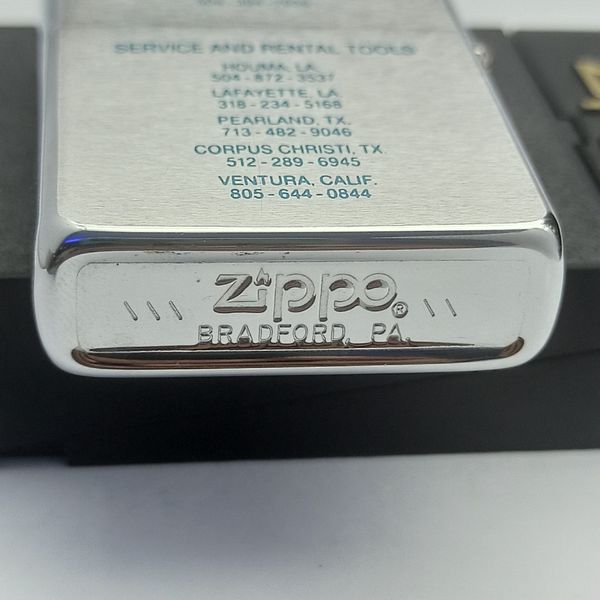 SERVICE AND RENTAL TOOLS
HOUMA, LA.
504-872-3537
LAFAYETTE, LA
318-234-5168
PEARLAND, TX.
713-482-9046
CORPUS CHRISTI, TX
512-289-6945
VENTURA, CALIF.
805-644-0844
\\\ Zippo® \\
BRADFORD, PA.